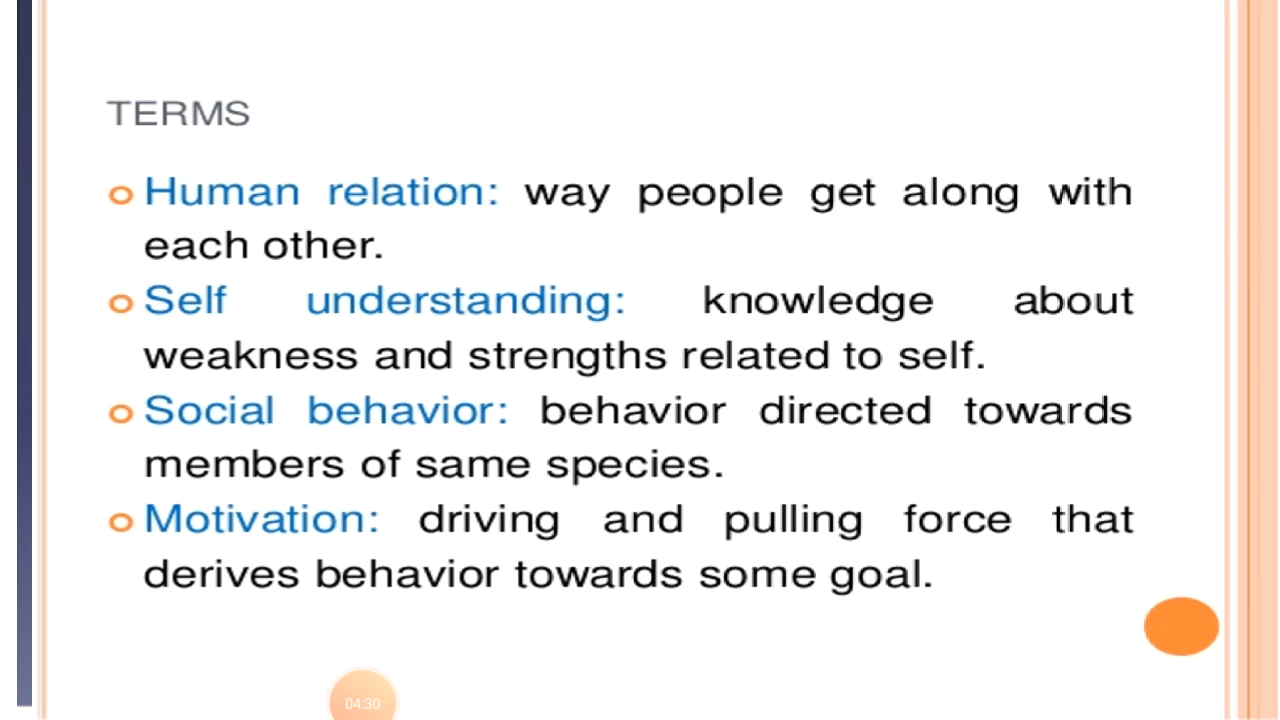 TERMS
Human relation: way people get along with
each other.
Self understanding: knowledge about
weakness and strengths related to self.
Social behavior: behavior directed towards
members of same species.
Motivation: driving and pulling force that
derives behavior towards some goal.
04:30